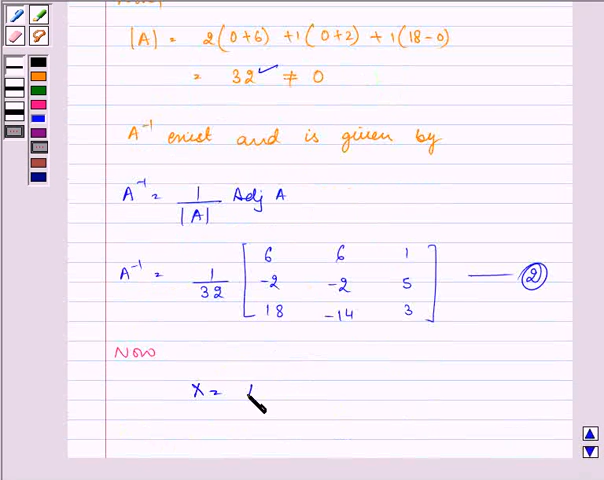 |A| = 2(0+6) +1(0+2) +1(18-0)
= 32 ✓ ≠ 0
A⁻¹ exist and is given by
A⁻¹ = 1/|A| Adj A
A⁻¹ = 1/32 [6 6 1
-2 -2 5
18 -14 3] —— ②
Now
X =